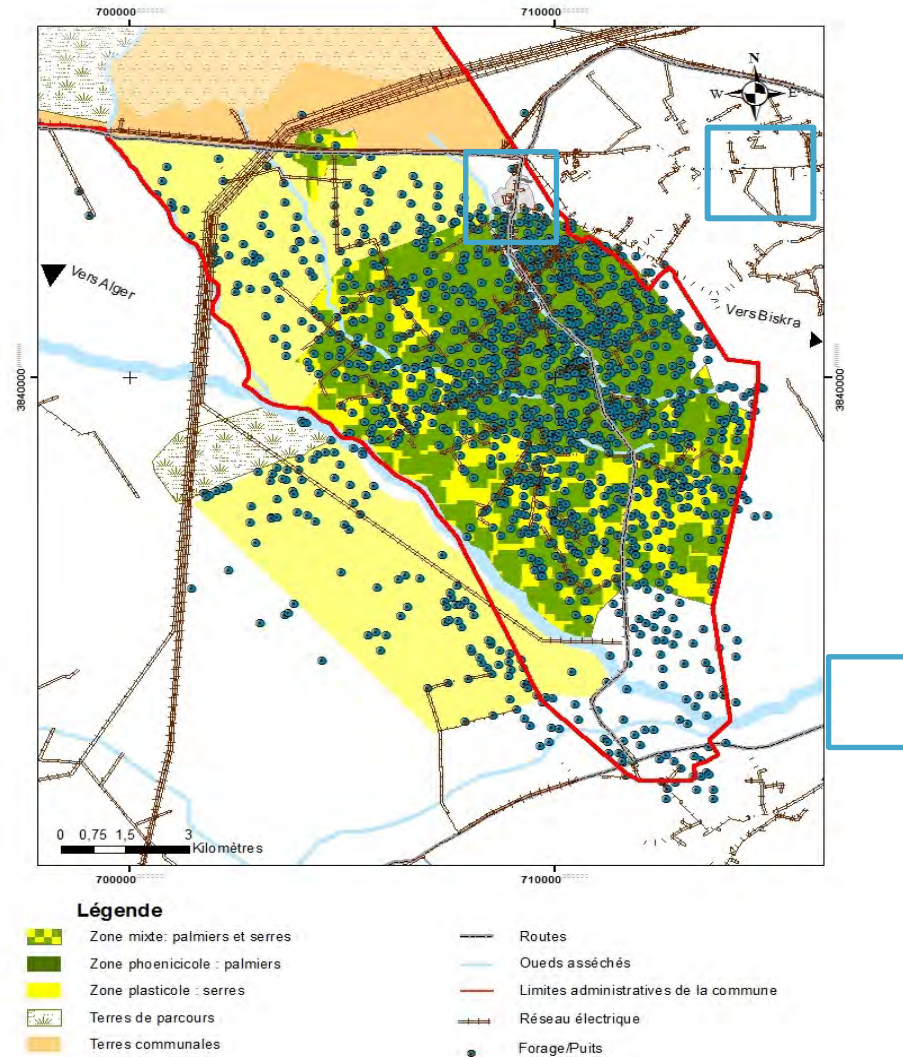 700000
710000
N
W
E
Vers Alger
Vers Biskra
3840000
3840000
0 0,75 1,5 3
Kilomètres
700000
710000
Légende
Zone mixte: palmiers et serres
Zone phoenicicole : palmiers
Zone plasticole : serres
Terres de parcours
Terres communales
Routes
Oueds asséchés
Limites administratives de la commune
Réseau électrique
Forage/Puits